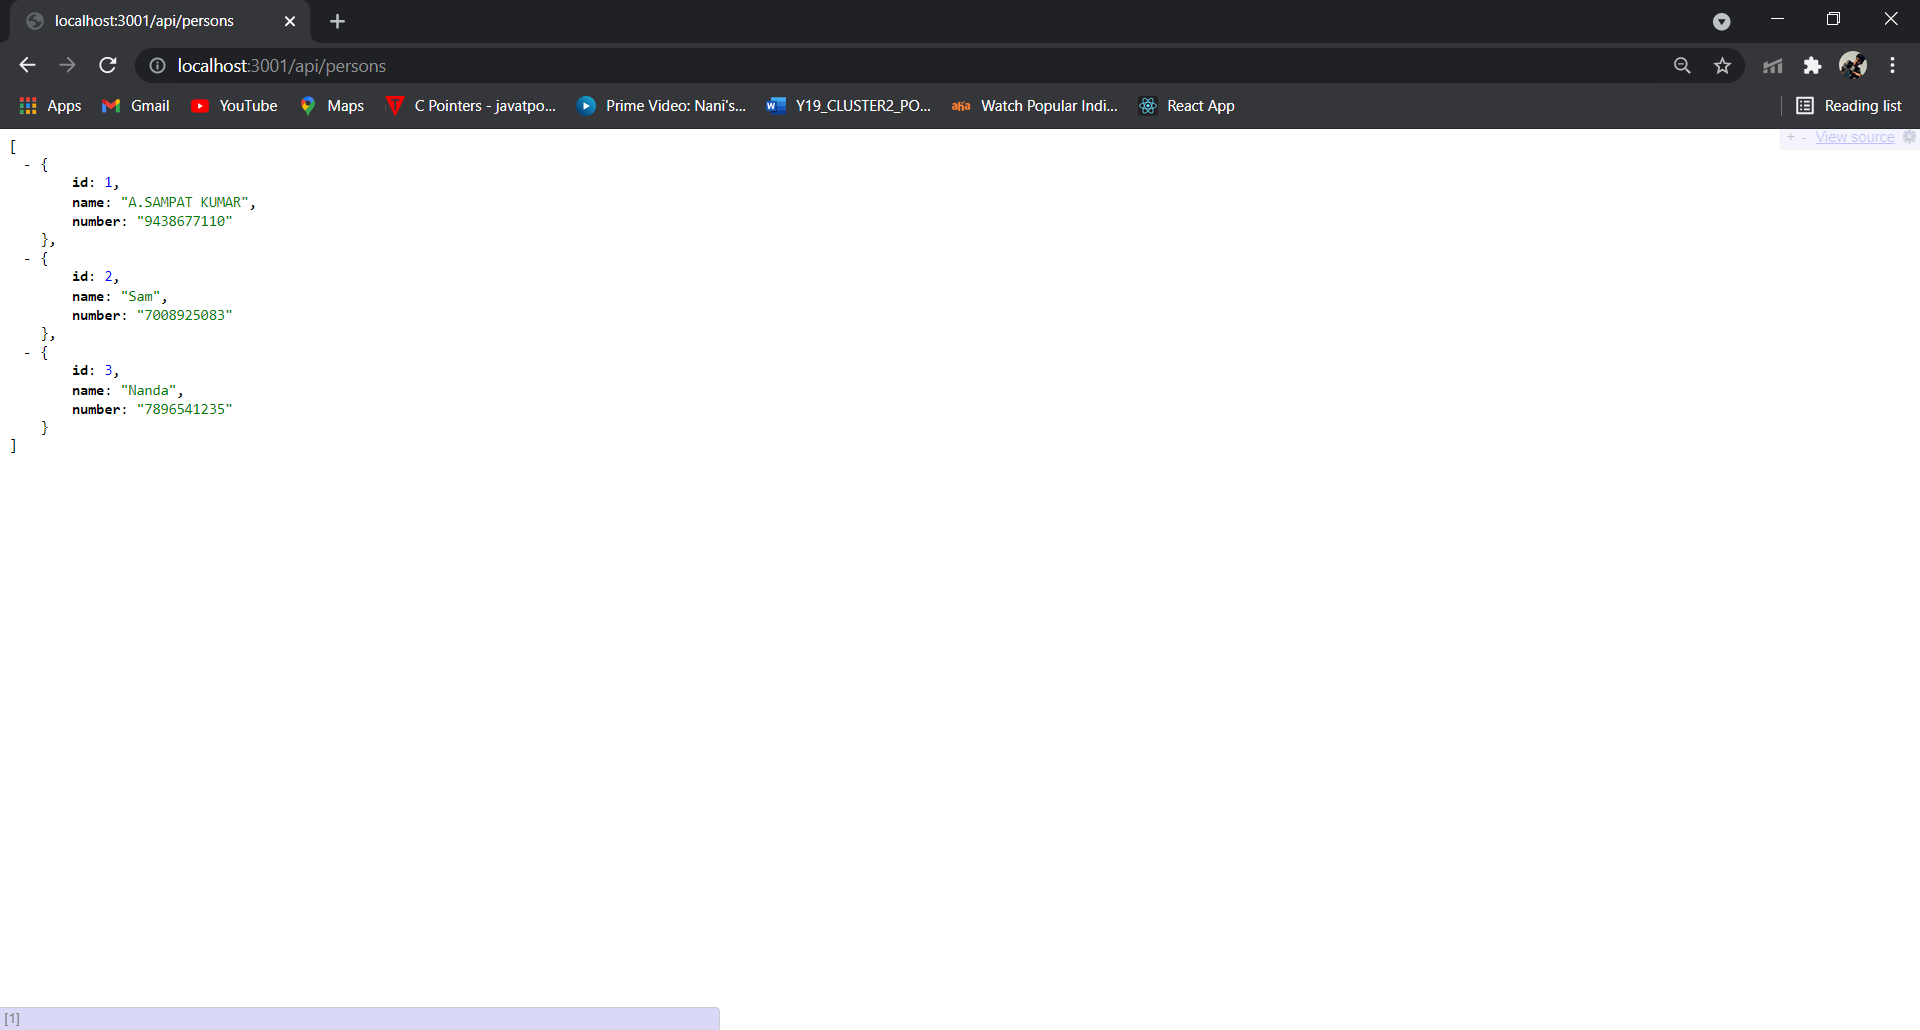 localhost:3001/api/persons
localhost:3001/api/persons
Apps Gmail YouTube Maps C Pointers - javatpo... Prime Video: Nani's... Y19_CLUSTER2_PO... aha Watch Popular Indi... React App Reading list
+ - View source
[
- {
id: 1,
name: "A.SAMPAT KUMAR",
number: "9438677110"
},
- {
id: 2,
name: "Sam",
number: "7008925083"
},
- {
id: 3,
name: "Nanda",
number: "7896541235"
}
]
[1]